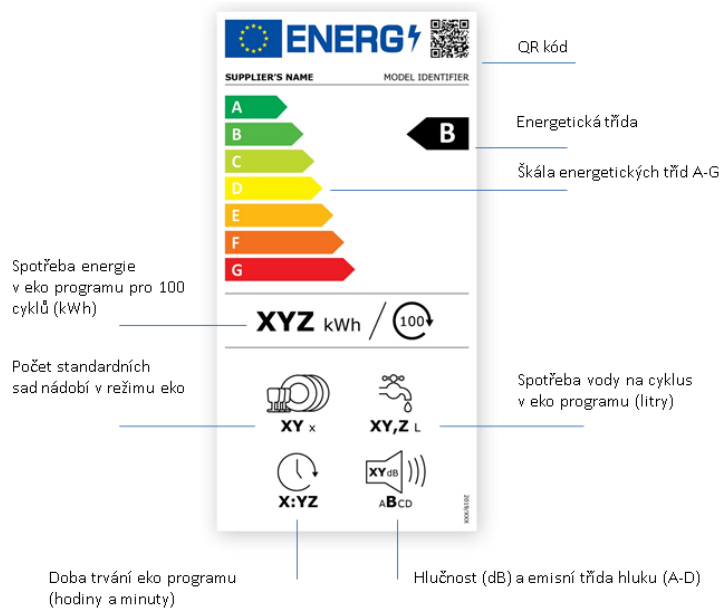 ENERG
QR kód
SUPPLIER'S NAME MODEL IDENTIFIER
A
B
B
Energetická třída
C
Škála energetických tříd A-G
D
E
F
G
Spotřeba energie
v eko programu pro 100
cyklů (kWh)
XYZ kWh / 100
Počet standardních
sad nádobí v režimu eko
Spotřeba vody na cyklus
v eko programu (litry)
XY x
XY,Z L
XY dB
X:YZ
ABCD
2019/XXX
Doba trvání eko programu
(hodiny a minuty)
Hlučnost (dB) a emisní třída hluku (A-D)